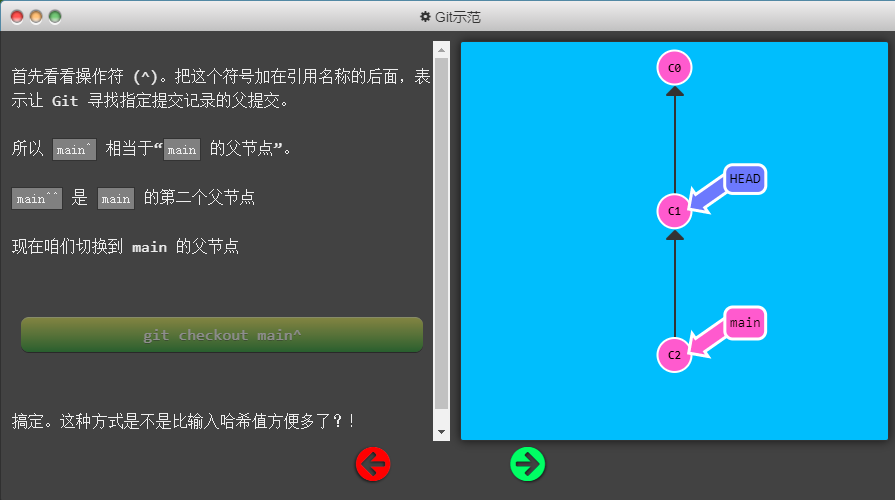 Git示范
首先看看操作符 (^)。把这个符号加在引用名称的后面，表
示让 Git 寻找指定提交记录的父提交。
所以 main^ 相当于“main 的父节点”。
main^^ 是 main 的第二个父节点
现在咱们切换到 main 的父节点
git checkout main^
搞定。这种方式是不是比输入哈希值方便多了？！
C0
HEAD
C1
main
C2